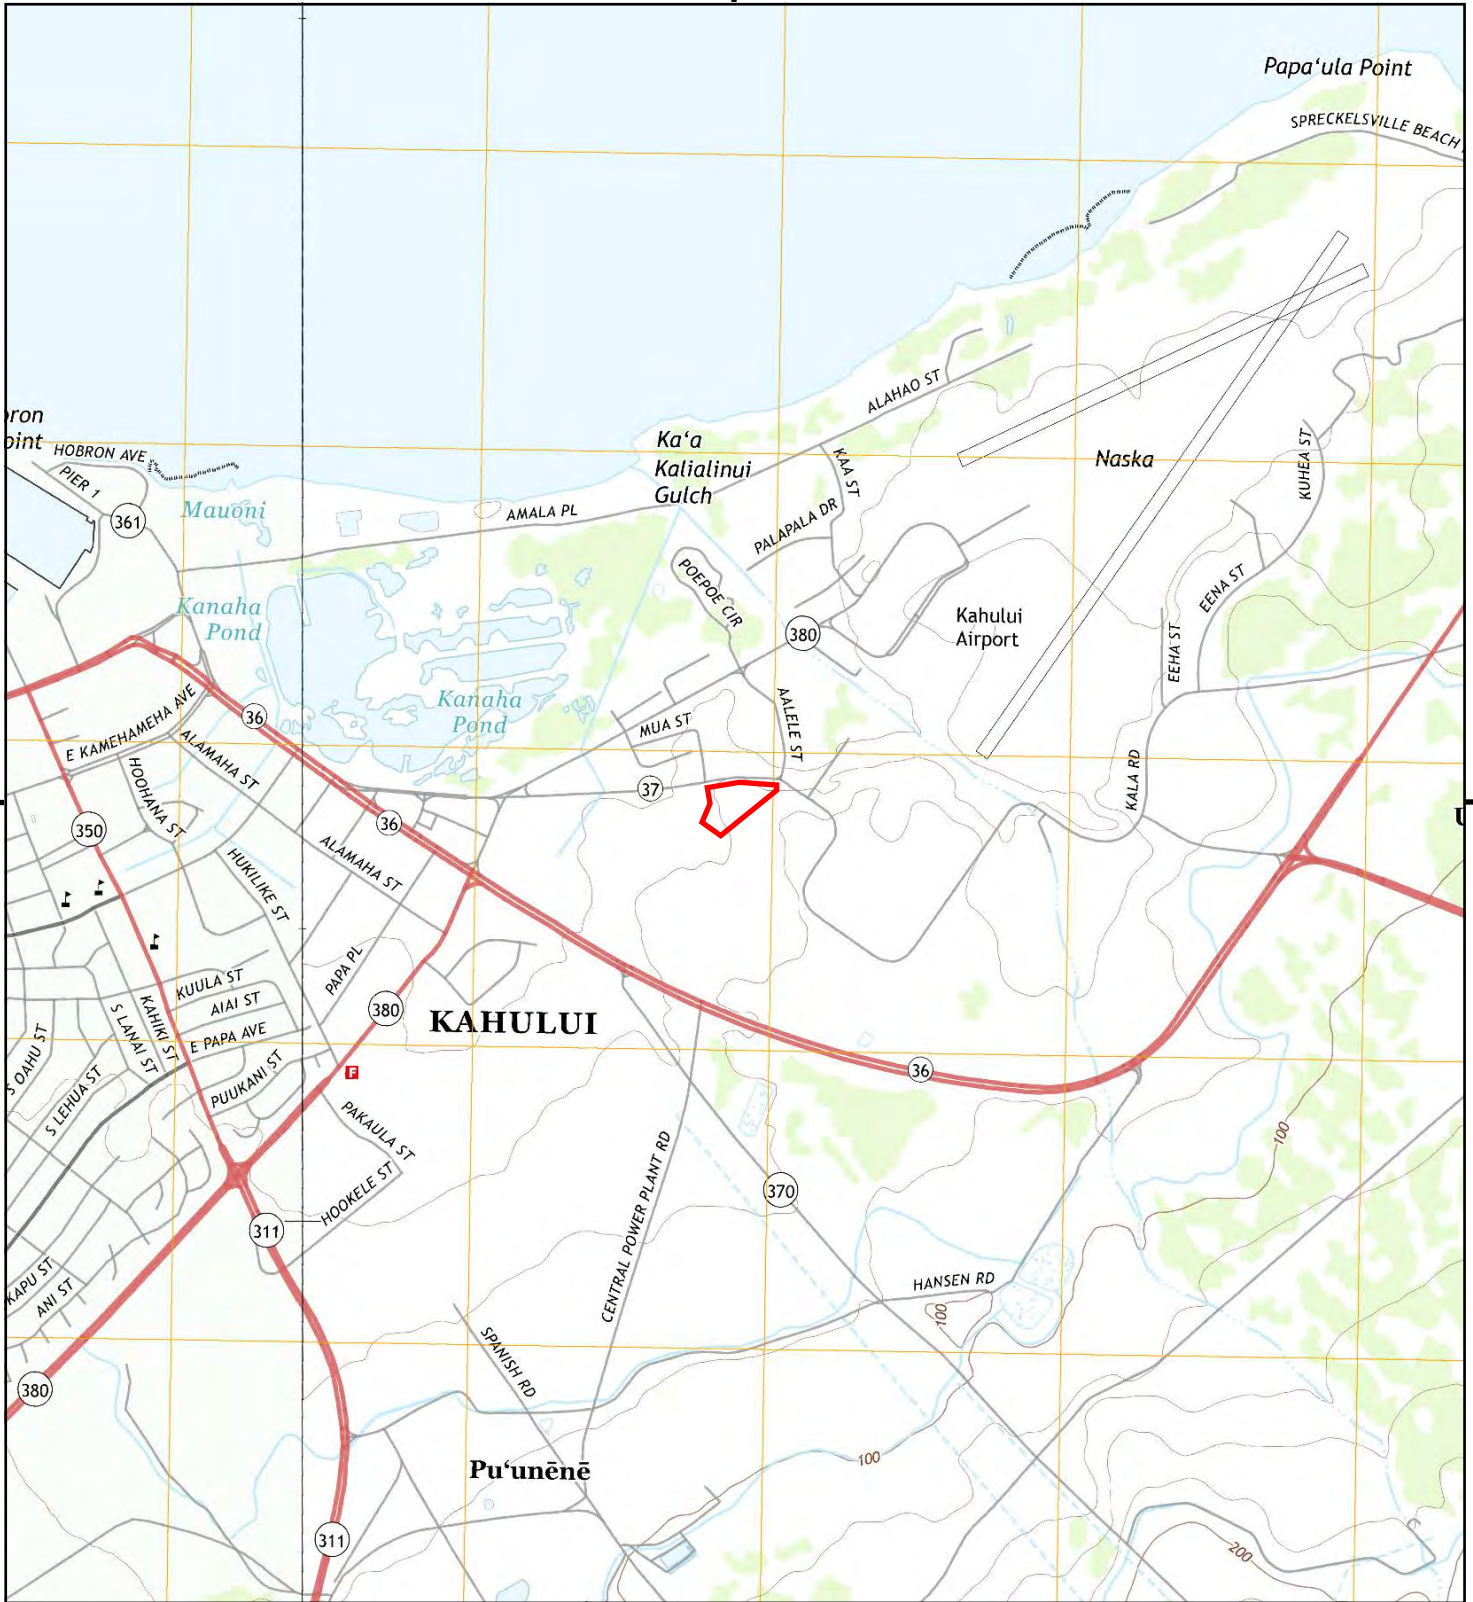 Papa‘ula Point
SPRECKELSVILLE BEACH
ALAHAO ST
Ka‘a
Kalialinui
Gulch
KAA ST
Naska
KUHEA ST
HOBRON AVE
PIER 1
361
Mauoni
AMALA PL
PALAPALA DR
POEPOE CIR
EENA ST
Kanaha
Pond
380
Kahului
Airport
EEHA ST
Kanaha
Pond
E KAMEHAMEHA AVE
36
MUA ST
AALELE ST
ALAMAHA ST
HOOHANA ST
37
KALA RD
350
36
ALAMAHA ST
HUKILIKE ST
PAPA PL
KUULA ST
AIAI ST
E PAPA AVE
KAHIKI ST
S LANAI ST
380
KAHULUI
S OAHU ST
S LEHUA ST
PUUKANI ST
F
36
PAKAULA ST
HOOKELE ST
CENTRAL POWER PLANT RD
100
370
311
KAPU ST
ANI ST
HANSEN RD
100
SPANISH RD
380
100
Pu‘unēnē
311
200